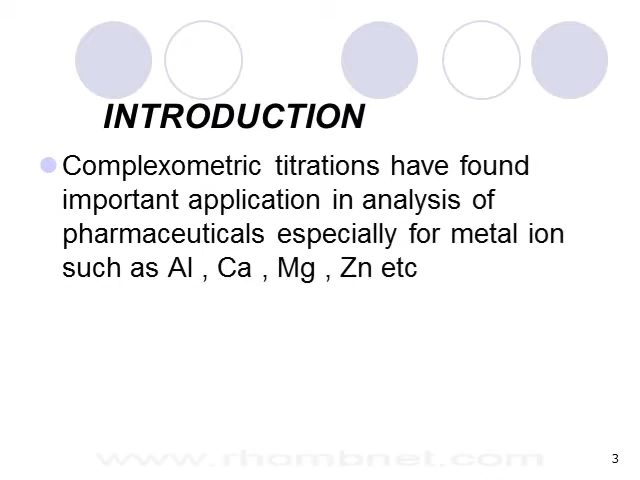 INTRODUCTION
Complexometric titrations have found
important application in analysis of
pharmaceuticals especially for metal ion
such as Al , Ca , Mg , Zn etc
www.rhombnet.com
3